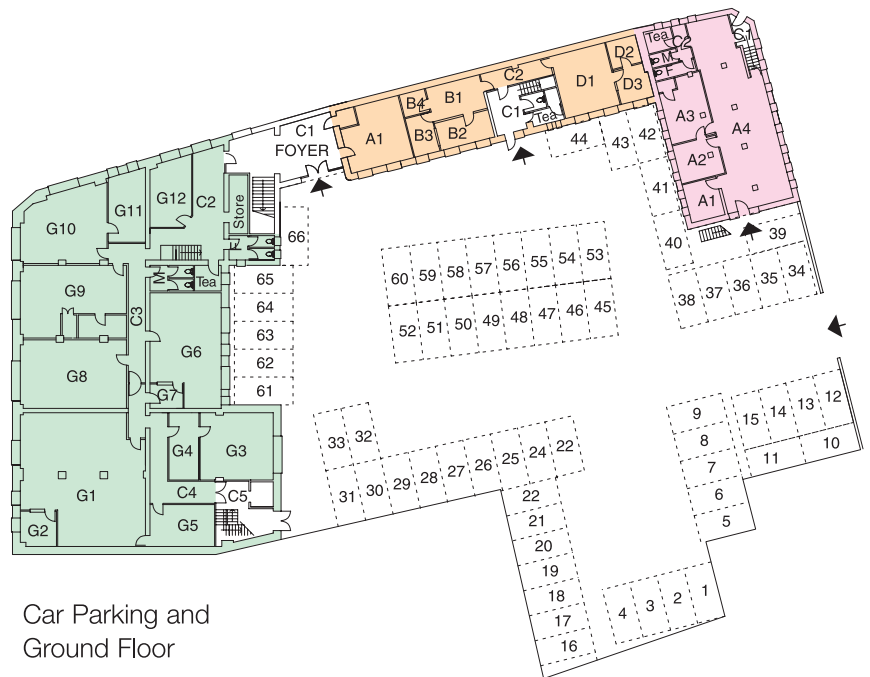 C1
FOYER
A1
B4
B1
B3
B2
C2
C1
Tea
D1
D2
D3
Tea
C2
M
F
C1
A3
A4
A2
A1
G10
G11
G12
C2
Store
F
M
Tea
G9
C3
G6
G8
G7
G1
G2
G4
G3
C4
C5
G5
44
43
42
41
40
39
38
37
36
35
34
66
65
64
63
62
61
60
59
58
57
56
55
54
53
52
51
50
49
48
47
46
45
33
32
31
30
29
28
27
26
25
24
22
22
21
20
19
18
17
16
9
8
7
6
5
15
14
13
12
11
10
4
3
2
1
Car Parking and
Ground Floor